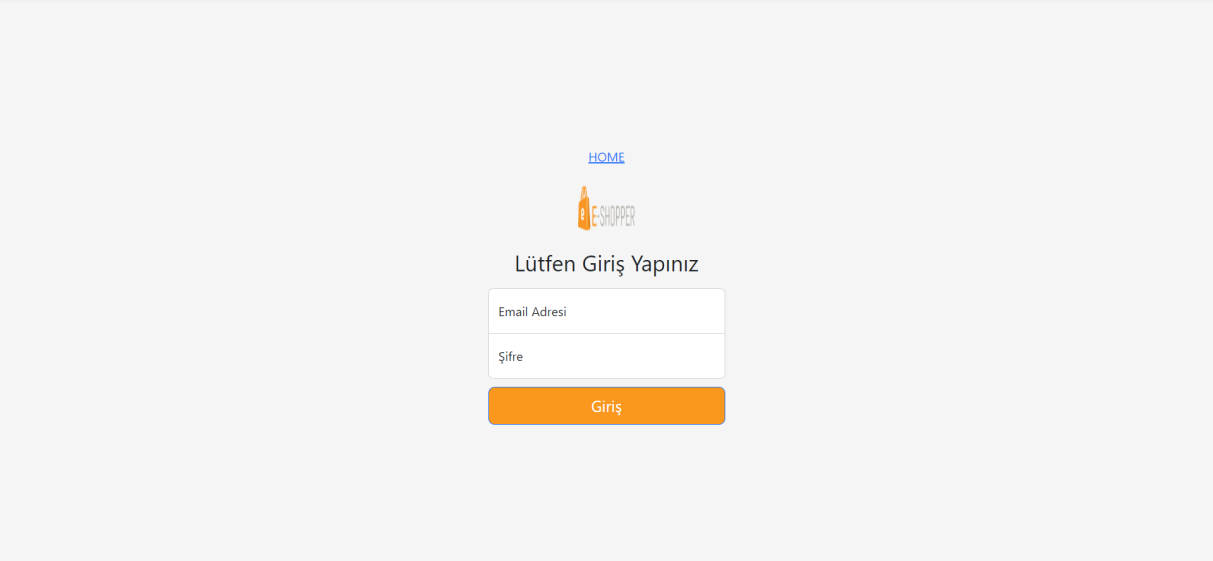 HOME
e E-SHOPPER
Lütfen Giriş Yapınız
Email Adresi
Şifre
Giriş